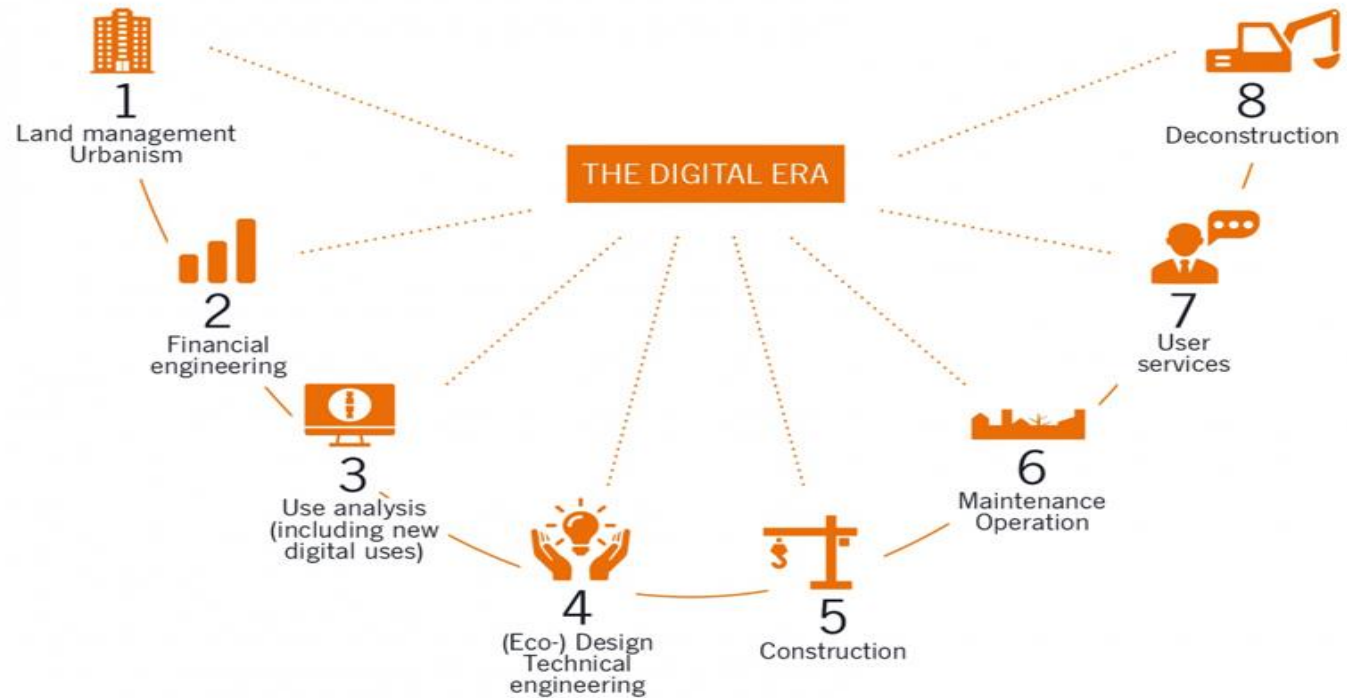 THE DIGITAL ERA
1
Land management
Urbanism
2
Financial
engineering
3
Use analysis
(including new
digital uses)
4
(Eco-) Design
Technical
engineering
5
Construction
6
Maintenance
Operation
7
User
services
8
Deconstruction